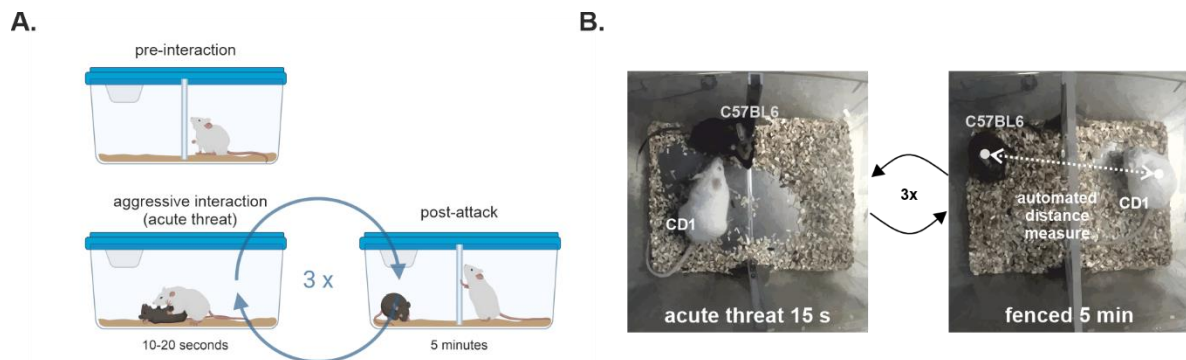 A.
pre-interaction
aggressive interaction
(acute threat)
3 x
post-attack
10-20 seconds
5 minutes
B.
C57BL6
CD1
acute threat 15 s
3x
C57BL6
automated
distance
measure
CD1
fenced 5 min